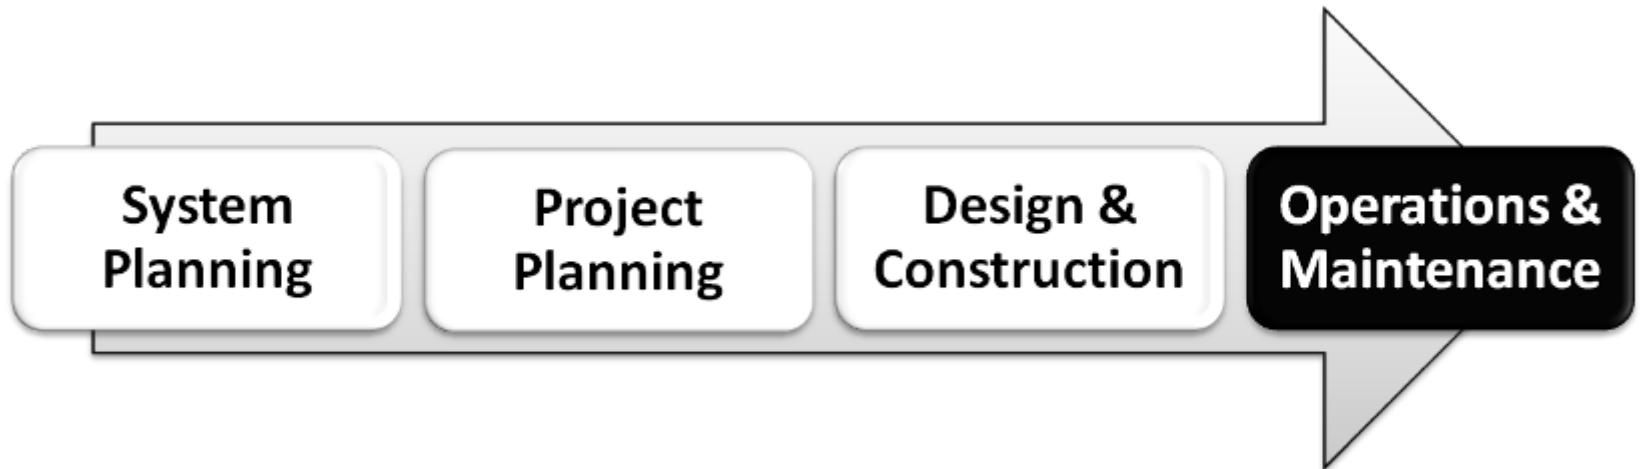 System
Planning
Project
Planning
Design &
Construction
Operations &
Maintenance